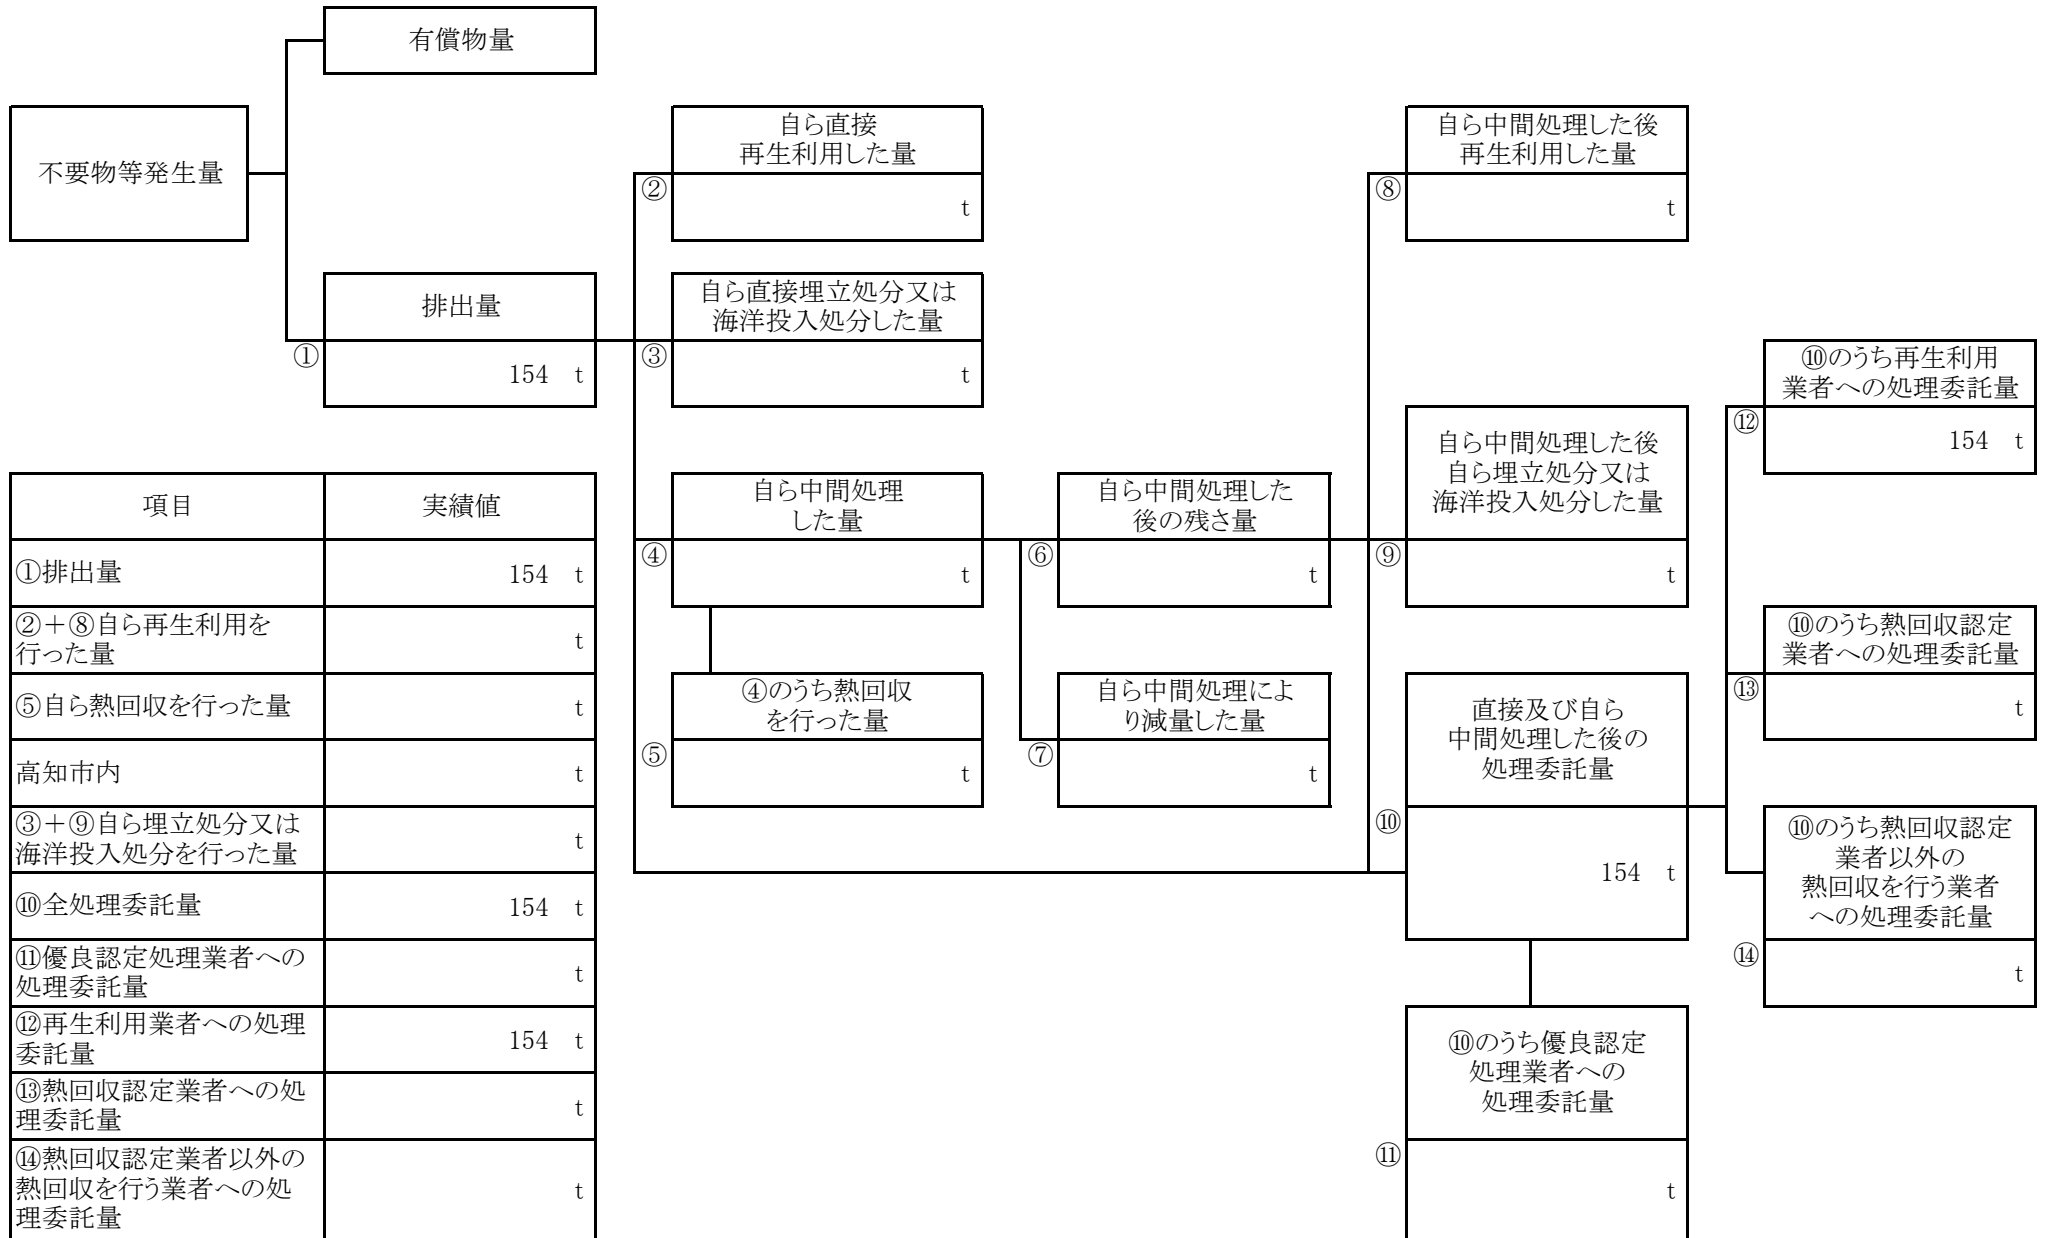 有償物量
不要物等発生量
排出量
①
154 t
自ら直接
再生利用した量
②
t
自ら直接埋立処分又は
海洋投入処分した量
③
t
自ら中間処理
した量
④
t
④のうち熱回収
を行った量
⑤
t
自ら中間処理した
後の残さ量
⑥
t
自ら中間処理によ
り減量した量
⑦
t
自ら中間処理した後
再生利用した量
⑧
t
自ら中間処理した後
自ら埋立処分又は
海洋投入処分した量
⑨
t
直接及び自ら
中間処理した後の
処理委託量
⑩
154 t
⑩のうち優良認定
処理業者への
処理委託量
⑪
t
⑩のうち再生利用
業者への処理委託量
⑫
154 t
⑩のうち熱回収認定
業者への処理委託量
⑬
t
⑩のうち熱回収認定
業者以外の
熱回収を行う業者
への処理委託量
⑭
t
項目 実績値
①排出量 154 t
②＋⑧自ら再生利用を
行った量 t
⑤自ら熱回収を行った量 t
高知市内 t
③＋⑨自ら埋立処分又は
海洋投入処分を行った量 t
⑩全処理委託量 154 t
⑪優良認定処理業者への
処理委託量 t
⑫再生利用業者への処理
委託量 154 t
⑬熱回収認定業者への処
理委託量 t
⑭熱回収認定業者以外の
熱回収を行う業者への処
理委託量 t